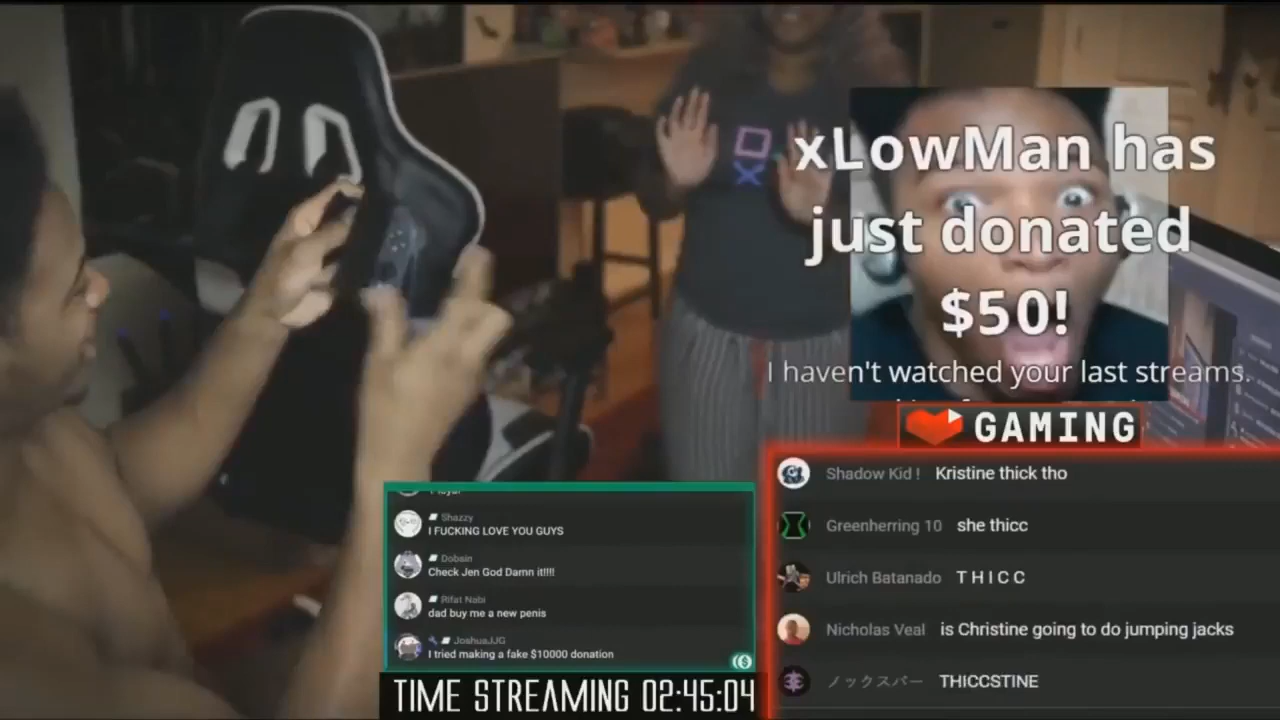 xLowMan has
just donated
$50!
I haven't watched your last streams.
GAMING
Shadow Kid ! Kristine thick tho
Greenherring 10 she thicc
Ulrich Batanado T H I C C
Nicholas Veal is Christine going to do jumping jacks
ノックスバー THICCSTINE
Shazzy
I FUCKING LOVE YOU GUYS
Dobain
Check Jen God Damn it!!!!
Rifat Nabi
dad buy me a new penis
JoshuaJJG
I tried making a fake $10000 donation
TIME STREAMING 02:45:04